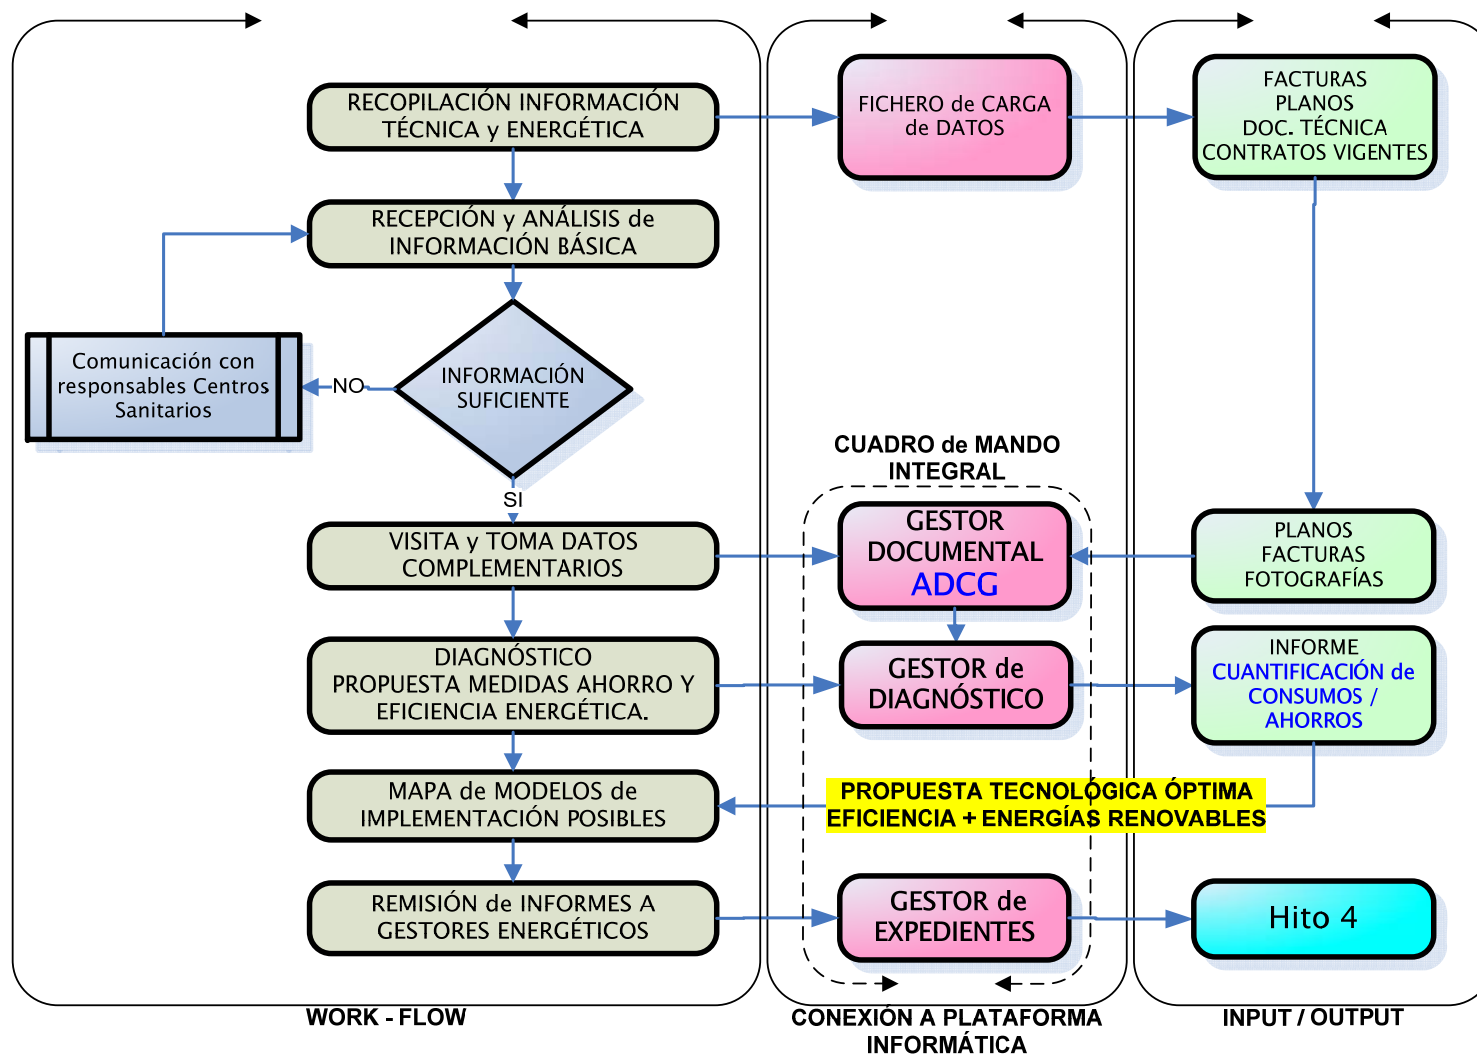 RECOPILACIÓN INFORMACIÓN
TÉCNICA y ENERGÉTICA
FICHERO de CARGA
de DATOS
FACTURAS
PLANOS
DOC. TÉCNICA
CONTRATOS VIGENTES
RECEPCIÓN y ANÁLISIS de
INFORMACIÓN BÁSICA
Comunicación con
responsables Centros
Sanitarios
NO
INFORMACIÓN
SUFICIENTE
SI
CUADRO de MANDO
INTEGRAL
VISITA y TOMA DATOS
COMPLEMENTARIOS
GESTOR
DOCUMENTAL
ADCG
PLANOS
FACTURAS
FOTOGRAFÍAS
DIAGNÓSTICO
PROPUESTA MEDIDAS AHORRO Y
EFICIENCIA ENERGÉTICA.
GESTOR de
DIAGNÓSTICO
INFORME
CUANTIFICACIÓN de
CONSUMOS /
AHORROS
MAPA de MODELOS de
IMPLEMENTACIÓN POSIBLES
PROPUESTA TECNOLÓGICA ÓPTIMA
EFICIENCIA + ENERGÍAS RENOVABLES
REMISIÓN de INFORMES A
GESTORES ENERGÉTICOS
GESTOR de
EXPEDIENTES
Hito 4
WORK - FLOW
CONEXIÓN A PLATAFORMA
INFORMÁTICA
INPUT / OUTPUT